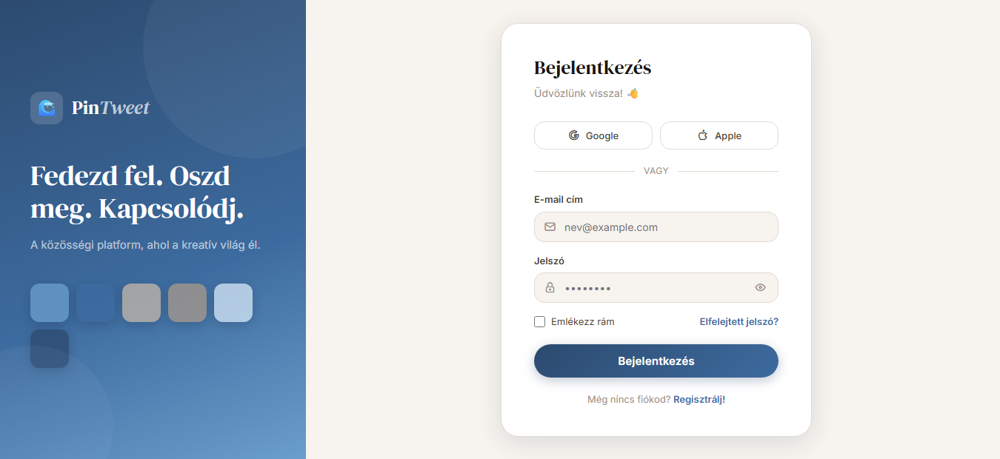 PinTweet
Fedezd fel. Oszd
meg. Kapcsolódj.
A közösségi platform, ahol a kreatív világ él.
Bejelentkezés
Üdvözlünk vissza! 👋
Google
Apple
VAGY
E-mail cím
nev@example.com
Jelszó
••••••••
Emlékezz rám
Elfelejtett jelszó?
Bejelentkezés
Még nincs fiókod? Regisztrálj!